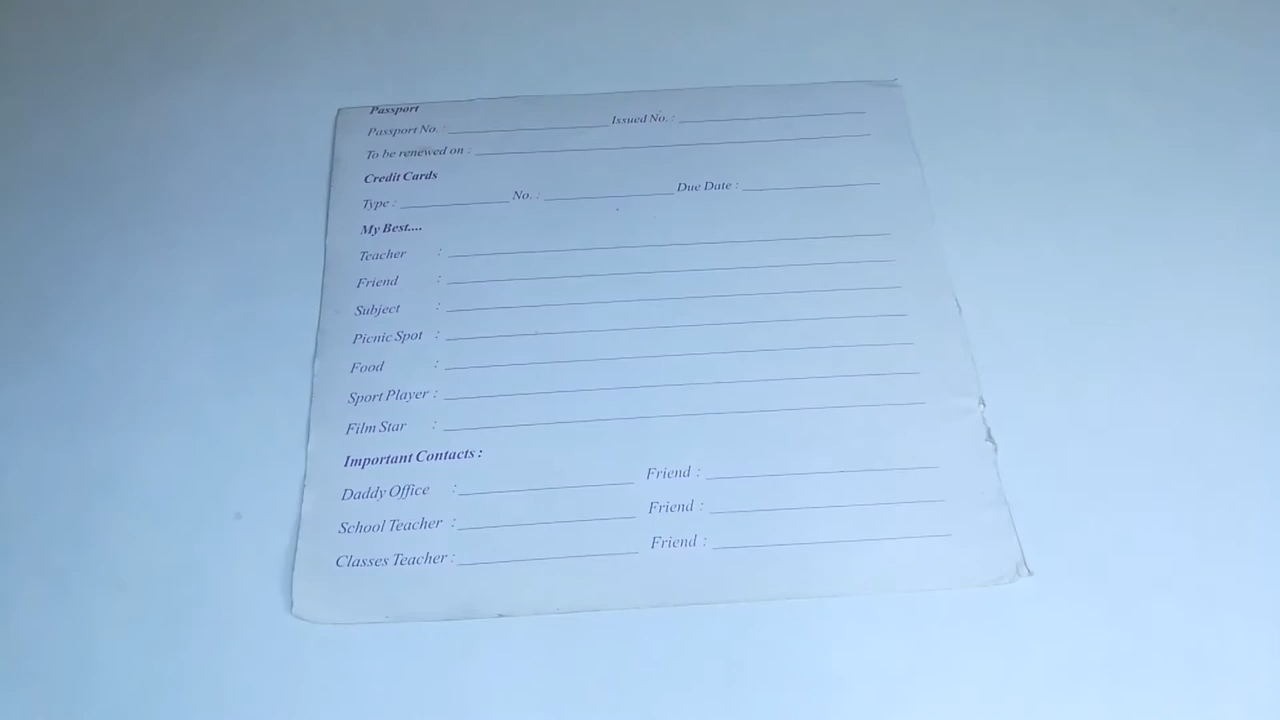 Passport
Passport No. : Issued No. :
To be renewed on :
Credit Cards
Type : No. : Due Date :
My Best....
Teacher :
Friend :
Subject :
Picnic Spot :
Food :
Sport Player :
Film Star :
Important Contacts :
Daddy Office : Friend :
School Teacher : Friend :
Classes Teacher : Friend :